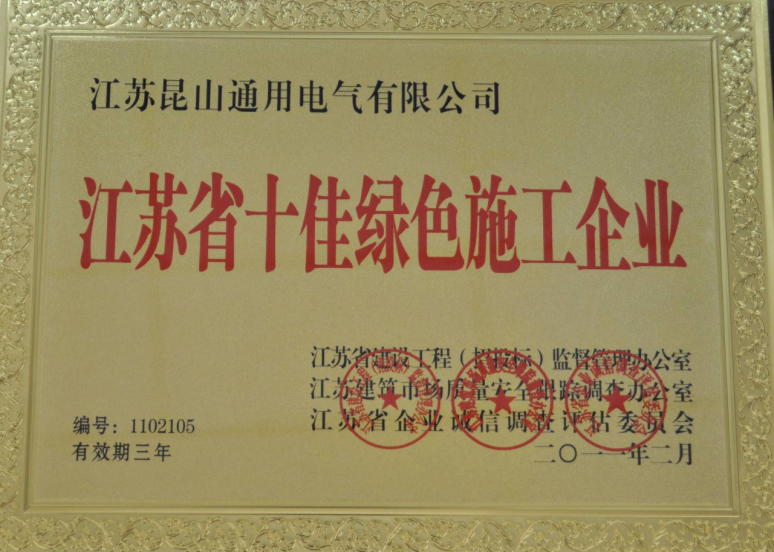 江苏昆山通用电气有限公司
江苏省十佳绿色施工企业
江苏省建设工程（招投标）监督管理办公室
江苏建筑市场质量安全跟踪调查办公室
江苏省企业诚信调查评估委员会
二〇一一年二月
编号：1102105
有效期三年